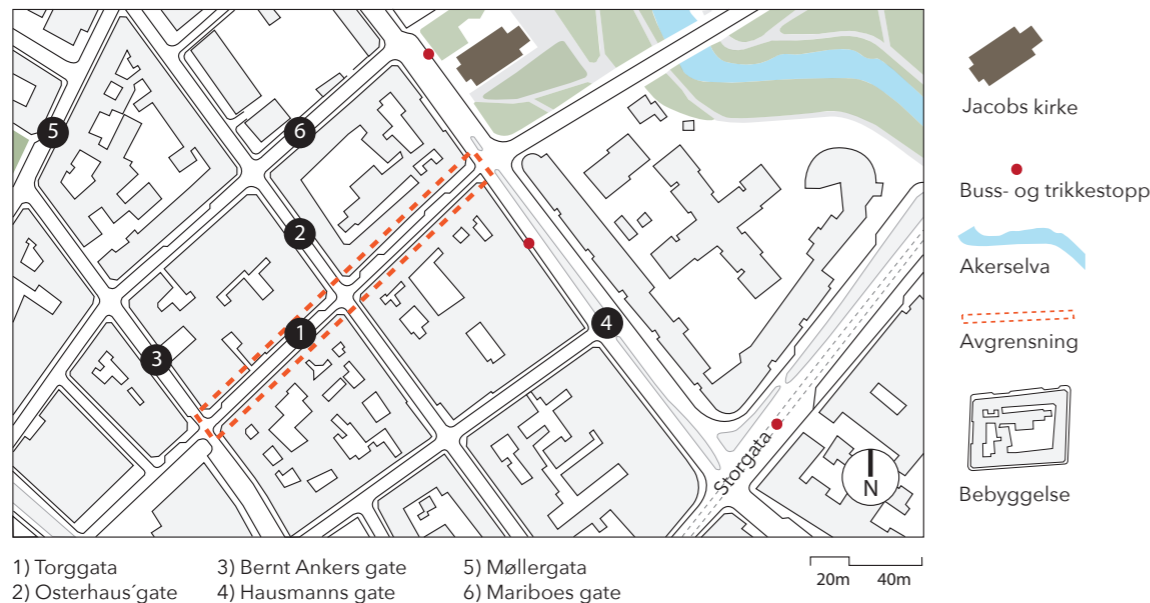 5
6
2
1
3
4
Storgata
N
Jacobs kirke
Buss- og trikkestopp
Akerselva
Avgrensning
Bebyggelse
1) Torggata
2) Osterhaus´gate
3) Bernt Ankers gate
4) Hausmanns gate
5) Møllergata
6) Mariboes gate
20m 40m